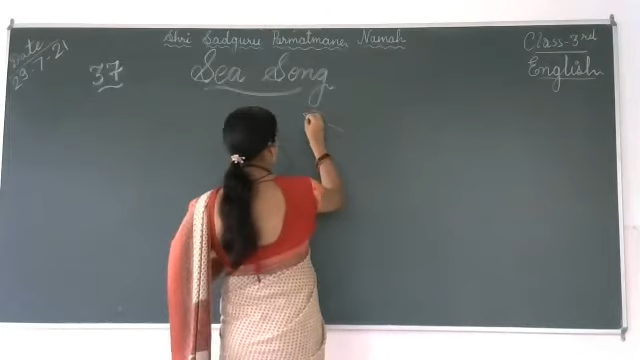 Shri Sadguru Parmatmane Namah
Date
29.7.21
Class-3rd
English
37
Sea Song